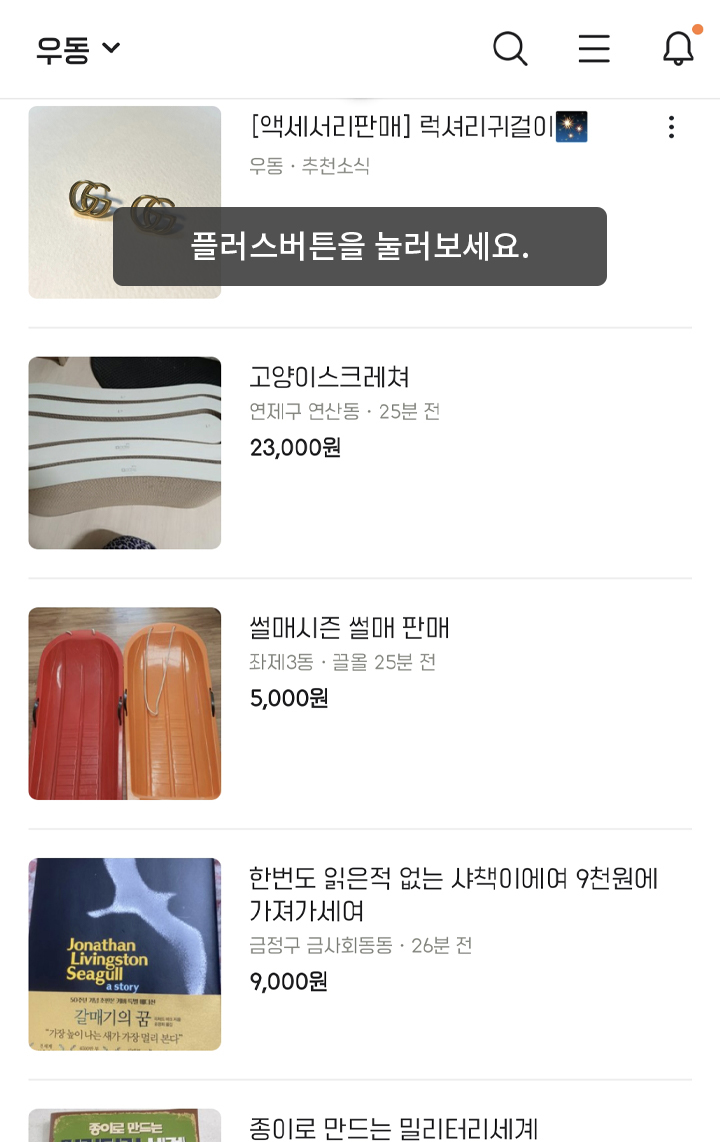 우동
[액세서리판매] 럭셔리귀걸이🎇
우동 · 추천소식
플러스버튼을 눌러보세요.
고양이스크레쳐
연제구 연산동 · 25분 전
23,000원
썰매시즌 썰매 판매
좌제3동 · 끌올 25분 전
5,000원
한번도 읽은적 없는 샤책이에여 9천원에
가져가세여
금정구 금사회동동 · 26분 전
9,000원
Jonathan
Livingston
Seagull
a story
갈매기의 꿈
“가장 높이 나는 새가 가장 멀리 본다”
종이로 만드는
종이로 만드는 밀리터리세계